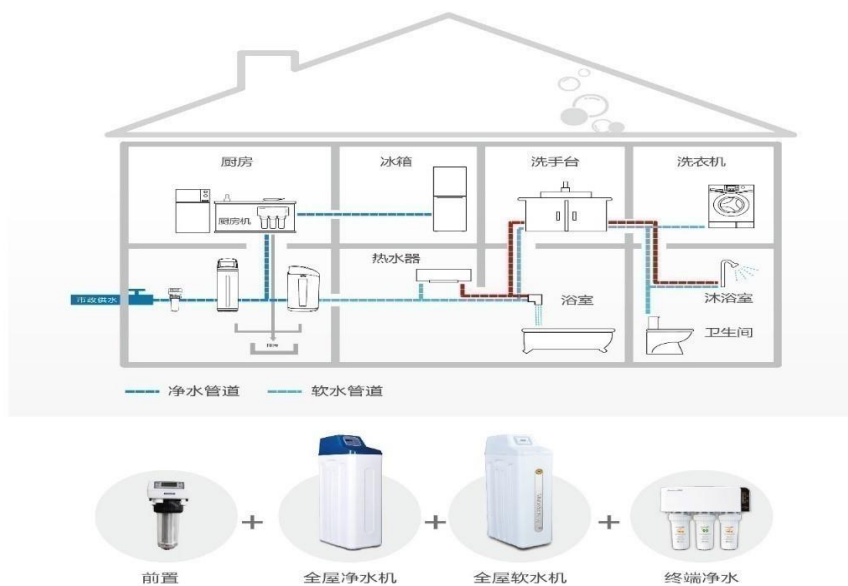 厨房
冰箱
洗手台
洗衣机
厨房机
热水器
市政供水
浴室
沐浴室
卫生间
净水管道
软水管道
前置
全屋净水机
全屋软水机
终端净水